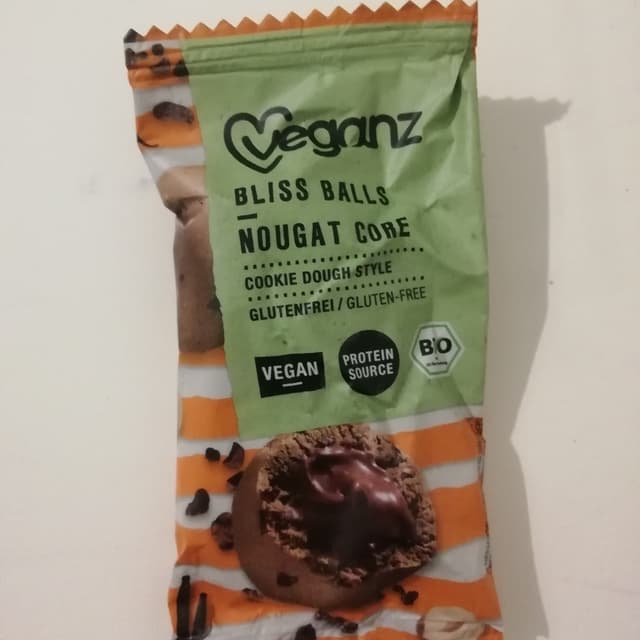 Veganz
BLISS BALLS
NOUGAT CORE
COOKIE DOUGH STYLE
GLUTENFREI / GLUTEN-FREE
VEGAN
PROTEIN
SOURCE
BIO